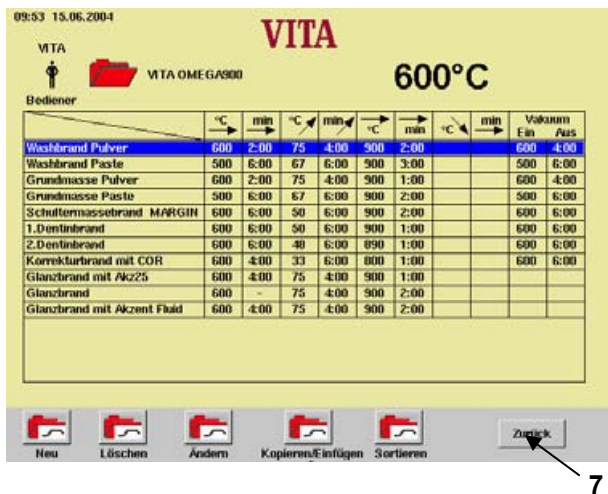 09:53 15.06.2004
VITA
VITA
VITA OMEGA900
600°C
Bediener
°C min °C min °C min °C min Vakuum
Ein Aus
Washbrand Pulver 600 2:00 75 4:00 900 2:00 600 4:00
Washbrand Paste 500 6:00 67 6:00 900 3:00 500 6:00
Grundmasse Pulver 600 2:00 75 4:00 900 1:00 600 4:00
Grundmasse Paste 500 6:00 67 6:00 900 2:00 500 6:00
Schultermassebrand MARGIN 600 6:00 50 6:00 900 2:00 600 6:00
1.Dentinbrand 600 6:00 50 6:00 900 1:00 600 6:00
2.Dentinbrand 600 6:00 48 6:00 890 1:00 600 6:00
Korrekturbrand mit COR 600 4:00 33 6:00 800 1:00 600 6:00
Glanzbrand mit Akz25 600 4:00 75 4:00 900 1:00
Glanzbrand 600 - 75 4:00 900 2:00
Glanzbrand mit Akzent Fluid 600 4:00 75 4:00 900 2:00
Neu Löschen Ändern Kopieren/Einfügen Sortieren
Zurück
7